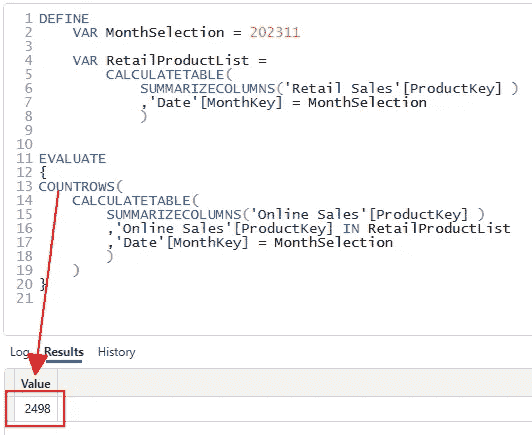 1 DEFINE
2 VAR MonthSelection = 202311
3
4 VAR RetailProductList =
5 CALCULATETABLE(
6 SUMMARIZECOLUMNS('Retail Sales'[ProductKey] )
7 ,'Date'[MonthKey] = MonthSelection
8 )
9
10
11 EVALUATE
12 {
13 COUNTROWS(
14 CALCULATETABLE(
15 SUMMARIZECOLUMNS('Online Sales'[ProductKey] )
16 ,'Online Sales'[ProductKey] IN RetailProductList
17 ,'Date'[MonthKey] = MonthSelection
18 )
19 )
20 }
21
Log Results History
Value
2498